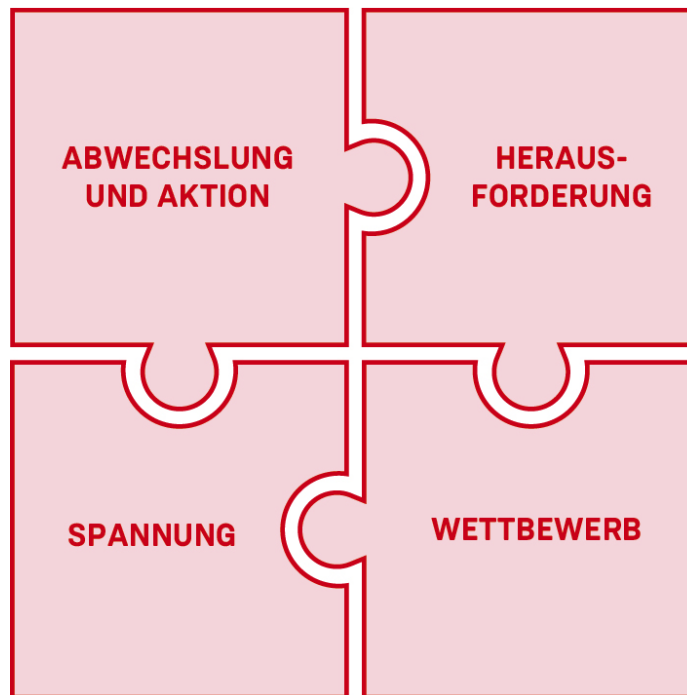 ABWECHSLUNG
UND AKTION
HERAUS-
FORDERUNG
SPANNUNG
WETTBEWERB